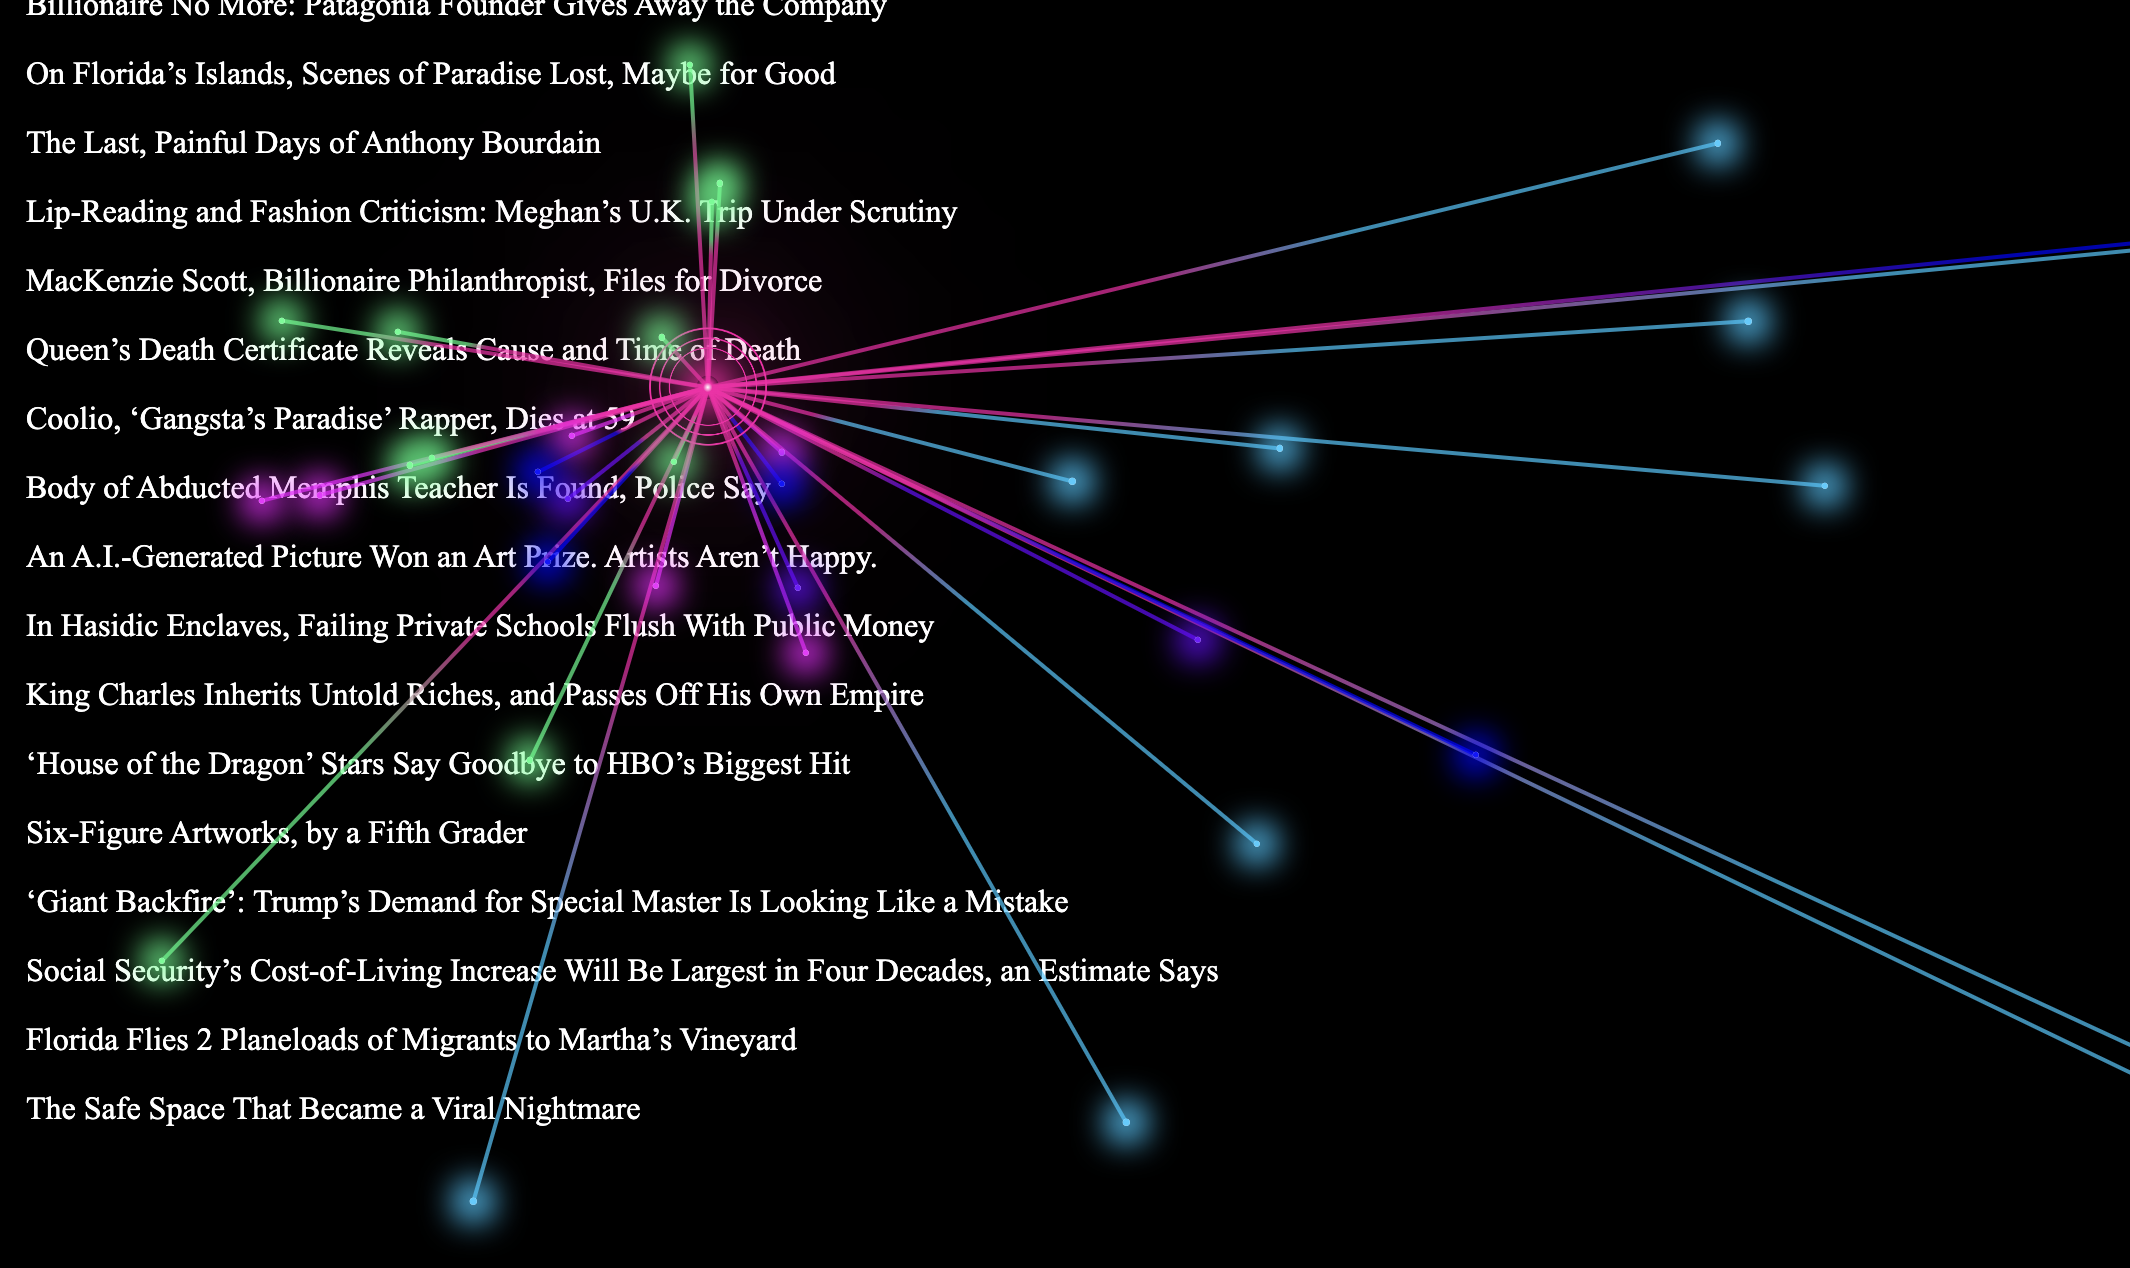 Billionaire No More: Patagonia Founder Gives Away the Company
On Florida’s Islands, Scenes of Paradise Lost, Maybe for Good
The Last, Painful Days of Anthony Bourdain
Lip-Reading and Fashion Criticism: Meghan’s U.K. Trip Under Scrutiny
MacKenzie Scott, Billionaire Philanthropist, Files for Divorce
Queen’s Death Certificate Reveals Cause and Time of Death
Coolio, ‘Gangsta’s Paradise’ Rapper, Dies at 59
Body of Abducted Memphis Teacher Is Found, Police Say
An A.I.-Generated Picture Won an Art Prize. Artists Aren’t Happy.
In Hasidic Enclaves, Failing Private Schools Flush With Public Money
King Charles Inherits Untold Riches, and Passes Off His Own Empire
‘House of the Dragon’ Stars Say Goodbye to HBO’s Biggest Hit
Six-Figure Artworks, by a Fifth Grader
‘Giant Backfire’: Trump’s Demand for Special Master Is Looking Like a Mistake
Social Security’s Cost-of-Living Increase Will Be Largest in Four Decades, an Estimate Says
Florida Flies 2 Planeloads of Migrants to Martha’s Vineyard
The Safe Space That Became a Viral Nightmare